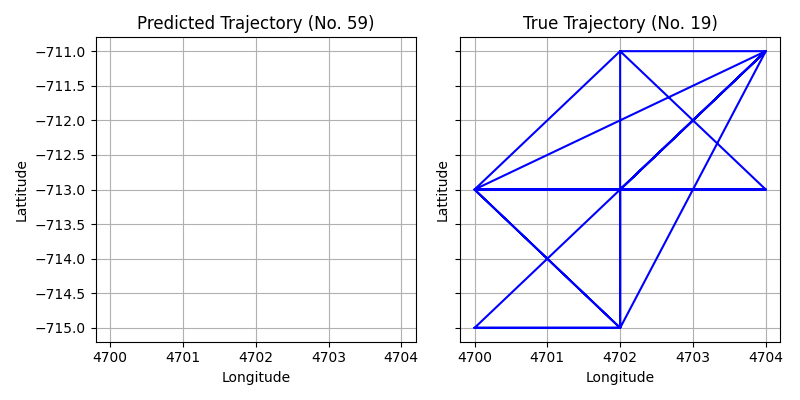 Predicted Trajectory (No. 59)
True Trajectory (No. 19)
−711.0
−711.5
−712.0
−712.5
−713.0
−713.5
−714.0
−714.5
−715.0
Lattitude
Lattitude
4700 4701 4702 4703 4704
4700 4701 4702 4703 4704
Longitude
Longitude